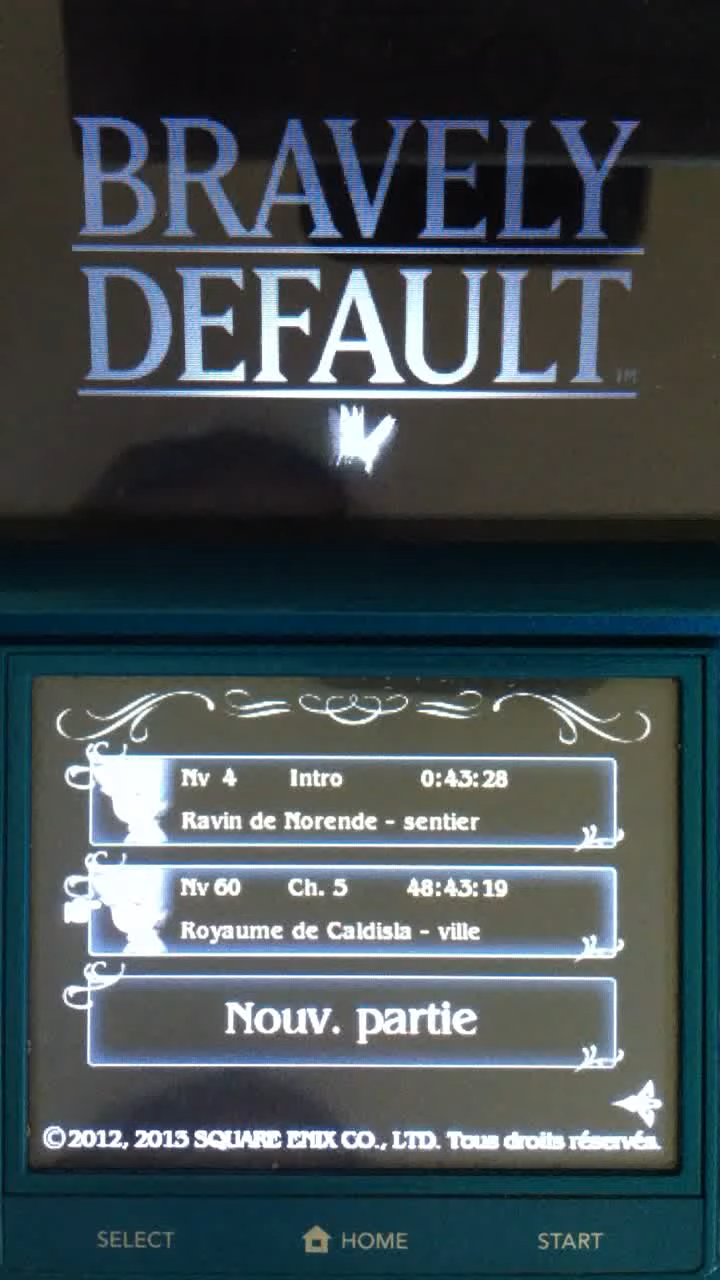 BRAVELY
DEFAULT™
Nv 4 Intro 0:43:28
Ravin de Norende - sentier
Nv 60 Ch. 5 48:43:19
Royaume de Caldisla - ville
Nouv. partie
©2012, 2013 SQUARE ENIX CO., LTD. Tous droits réservés.
SELECT HOME START